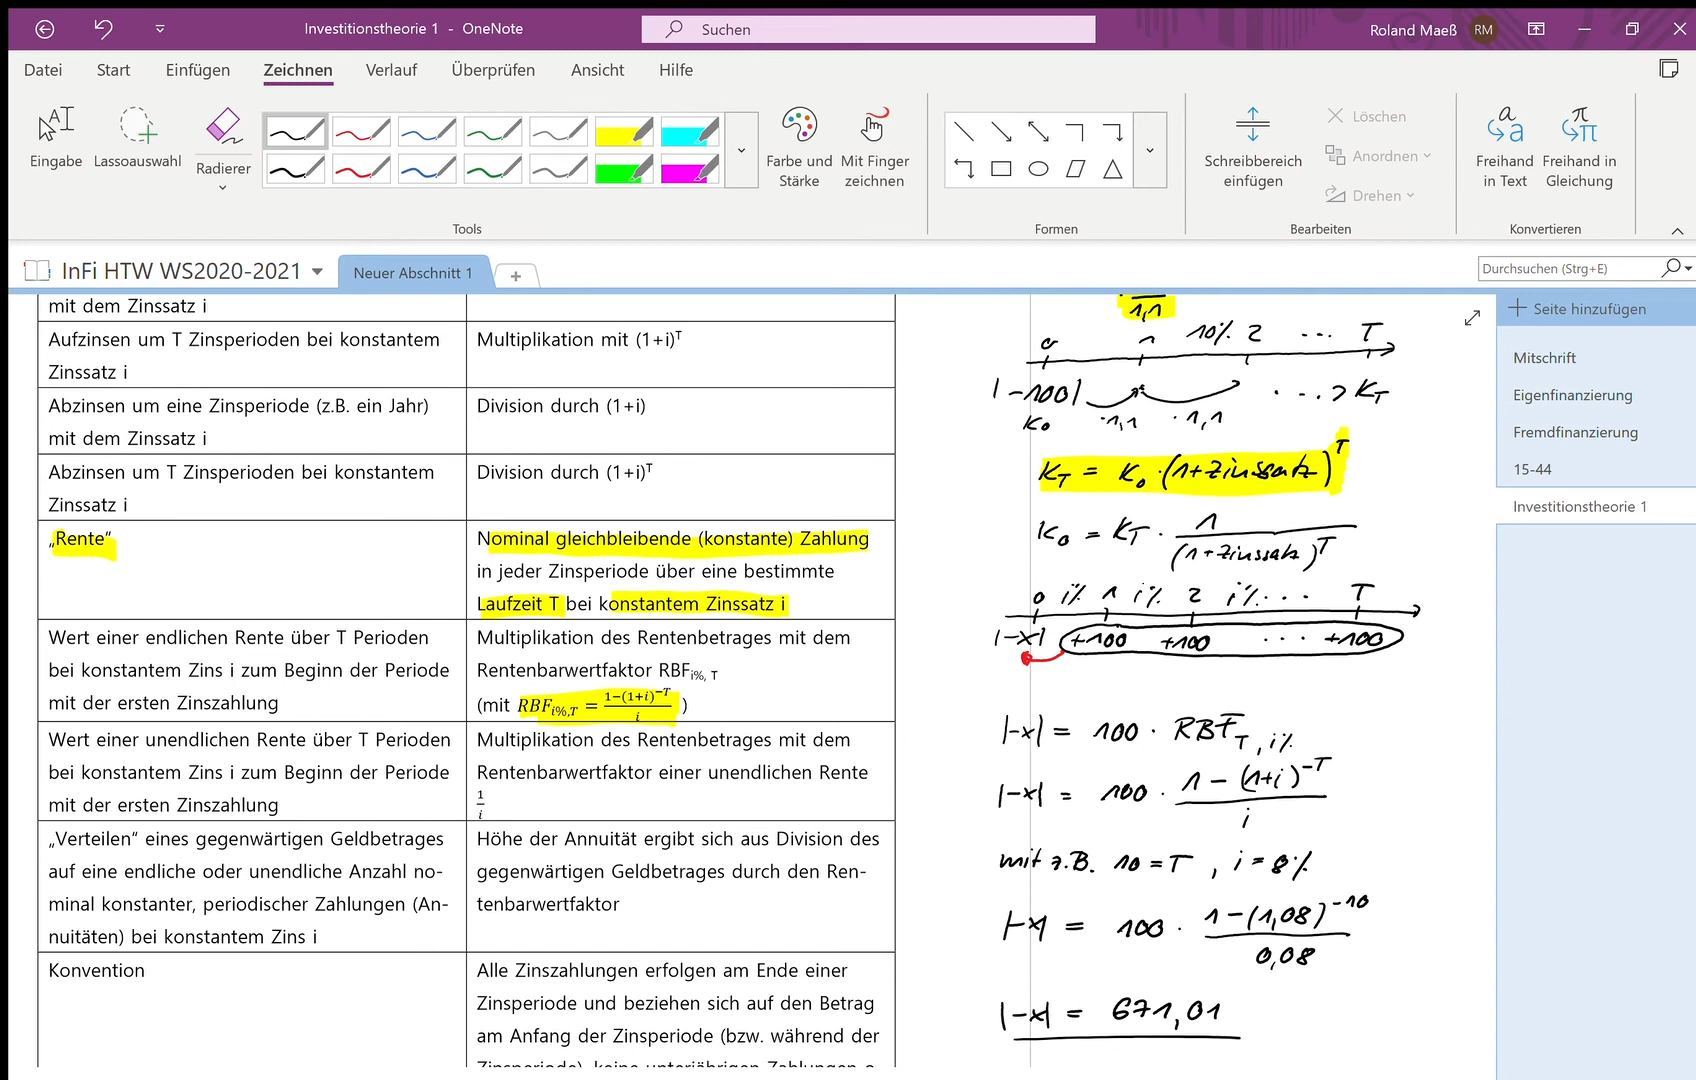 Investitionstheorie 1 - OneNote
Suchen
Roland Maeß RM
Datei Start Einfügen Zeichnen Verlauf Überprüfen Ansicht Hilfe
Eingabe
Lassoauswahl
Radierer
Farbe und Stärke
Mit Finger zeichnen
Tools
Formen
Schreibbereich einfügen
Löschen
Anordnen
Drehen
Bearbeiten
Freihand in Text
Freihand in Gleichung
Konvertieren
InFi HTW WS2020-2021
Neuer Abschnitt 1
Durchsuchen (Strg+E)
mit dem Zinssatz i
Aufzinsen um T Zinsperioden bei konstantem
Zinssatz i
Multiplikation mit (1+i)^T
Abzinsen um eine Zinsperiode (z.B. ein Jahr)
mit dem Zinssatz i
Division durch (1+i)
Abzinsen um T Zinsperioden bei konstantem
Zinssatz i
Division durch (1+i)^T
„Rente“
Nominal gleichbleibende (konstante) Zahlung
in jeder Zinsperiode über eine bestimmte
Laufzeit T bei konstantem Zinssatz i
Wert einer endlichen Rente über T Perioden
bei konstantem Zins i zum Beginn der Periode
mit der ersten Zinszahlung
Multiplikation des Rentenbetrages mit dem
Rentenbarwertfaktor RBF_i%, T
(mit RBF_i%,T = (1−(1+i)^−T)/i )
Wert einer unendlichen Rente über T Perioden
bei konstantem Zins i zum Beginn der Periode
mit der ersten Zinszahlung
Multiplikation des Rentenbetrages mit dem
Rentenbarwertfaktor einer unendlichen Rente
1/i
„Verteilen“ eines gegenwärtigen Geldbetrages
auf eine endliche oder unendliche Anzahl no-
minal konstanter, periodischer Zahlungen (An-
nuitäten) bei konstantem Zins i
Höhe der Annuität ergibt sich aus Division des
gegenwärtigen Geldbetrages durch den Ren-
tenbarwertfaktor
Konvention
Alle Zinszahlungen erfolgen am Ende einer
Zinsperiode und beziehen sich auf den Betrag
am Anfang der Zinsperiode (bzw. während der
Zinsperiode), keine unterjährigen Zahlungen
1,1
0 1 10% 2 ... T
|-100| ... > K_T
K_0 ·1,1 ·1,1
K_T = K_0 · (1+Zinssatz)^T
K_0 = K_T · 1/(1+Zinssatz)^T
0 i% 1 i% 2 i% ... T
|-x| +100 +100 ... +100
|-x| = 100 · RBF_T, i%
|-x| = 100 · (1-(1+i)^-T)/i
mit z.B. 10 = T , i = 8%
|-x| = 100 · (1-(1,08)^-10)/0,08
|-x| = 671,01
Seite hinzufügen
Mitschrift
Eigenfinanzierung
Fremdfinanzierung
15-44
Investitionstheorie 1